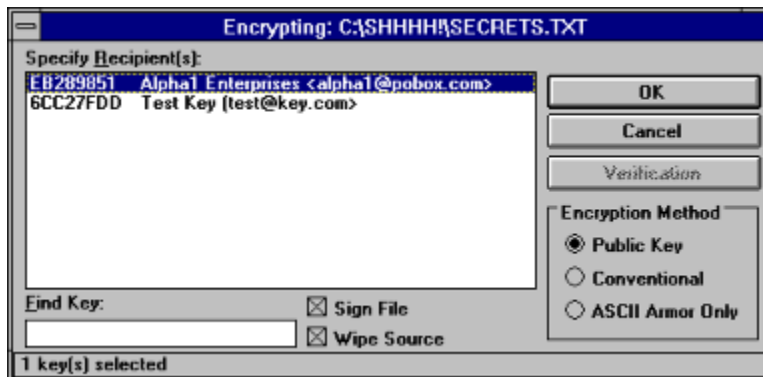 Encrypting: C:\SHHHH!\SECRETS.TXT
Specify Recipient(s):
EB289851 Alpha1 Enterprises <alpha1@pobox.com>
6CC27FDD Test Key (test@key.com>
OK
Cancel
Verification
Encryption Method
Public Key
Conventional
ASCII Armor Only
Find Key:
Sign File
Wipe Source
1 key(s) selected